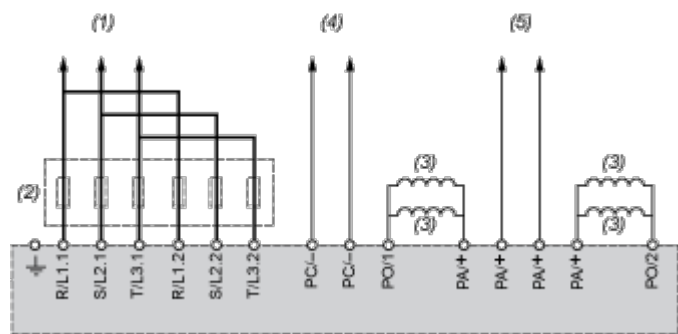 (1) (4) (5)
(3) (3)
(2)
(3) (3)
R/L1.1
S/L2.1
T/L3.1
R/L1.2
S/L2.2
T/L3.2
PC/–
PC/–
PO/1
PA/+
PA/+
PA/+
PA/+
PO/2